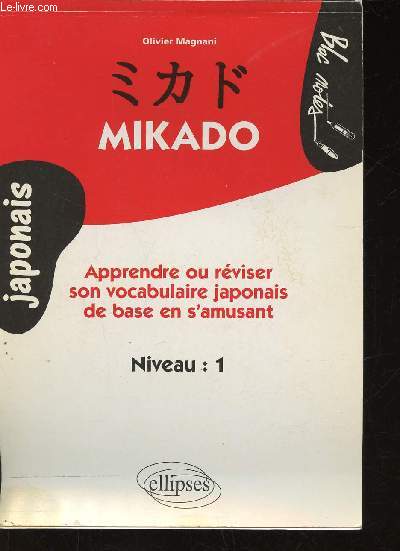 Le-Livre.com
Olivier Magnani
Bloc notes
ミカド
MIKADO
japonais
Apprendre ou réviser
son vocabulaire japonais
de base en s'amusant
Niveau : 1
ellipses